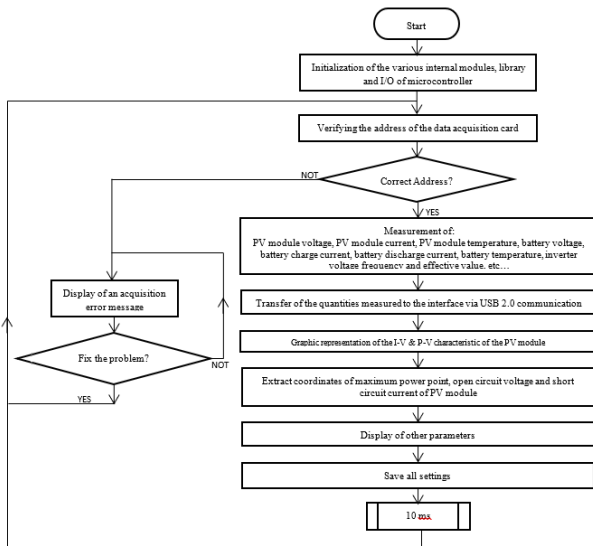 Start
Initialization of the various internal modules, library
and I/O of microcontroller
Verifying the address of the data acquisition card
Correct Address?
NOT
YES
Measurement of:
PV module voltage, PV module current, PV module temperature, battery voltage,
battery charge current, battery discharge current, battery temperature, inverter
voltage frequency and effective value, etc...
Display of an acquisition
error message
Transfer of the quantities measured to the interface via USB 2.0 communication
Graphic representation of the I-V & P-V characteristic of the PV module
Fix the problem?
NOT
YES
Extract coordinates of maximum power point, open circuit voltage and short
circuit current of PV module
Display of other parameters
Save all settings
10 ms